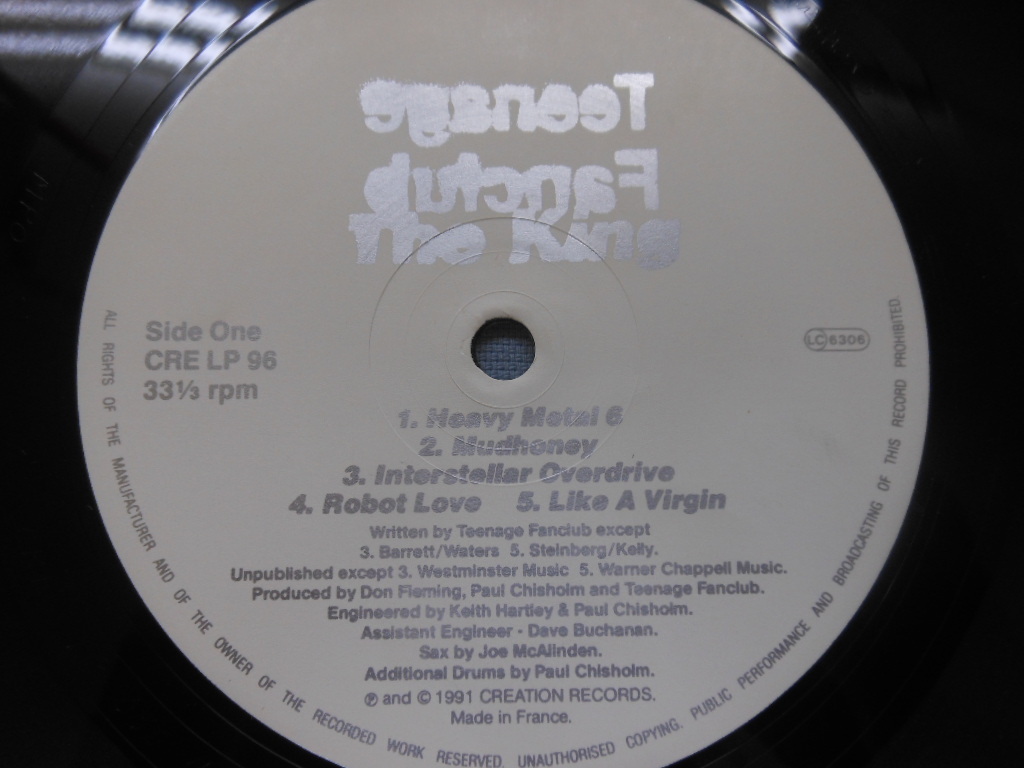 Teenage
Fanclub
The King
Side One
CRE LP 96
33⅓ rpm
LC 6306
1. Heavy Metal 6
2. Mudhoney
3. Interstellar Overdrive
4. Robot Love 5. Like A Virgin
Written by Teenage Fanclub except
3. Barrett/Waters 5. Steinberg/Kelly.
Unpublished except 3. Westminster Music 5. Warner Chappell Music.
Produced by Don Fleming, Paul Chisholm and Teenage Fanclub.
Engineered by Keith Hartley & Paul Chisholm.
Assistant Engineer - Dave Buchanan.
Sax by Joe McAlinden.
Additional Drums by Paul Chisholm.
℗ and © 1991 CREATION RECORDS.
Made in France.
ALL RIGHTS OF THE MANUFACTURER AND OF THE OWNER OF THE RECORDED WORK RESERVED. UNAUTHORISED COPYING. PUBLIC PERFORMANCE AND BROADCASTING OF THIS RECORD PROHIBITED.